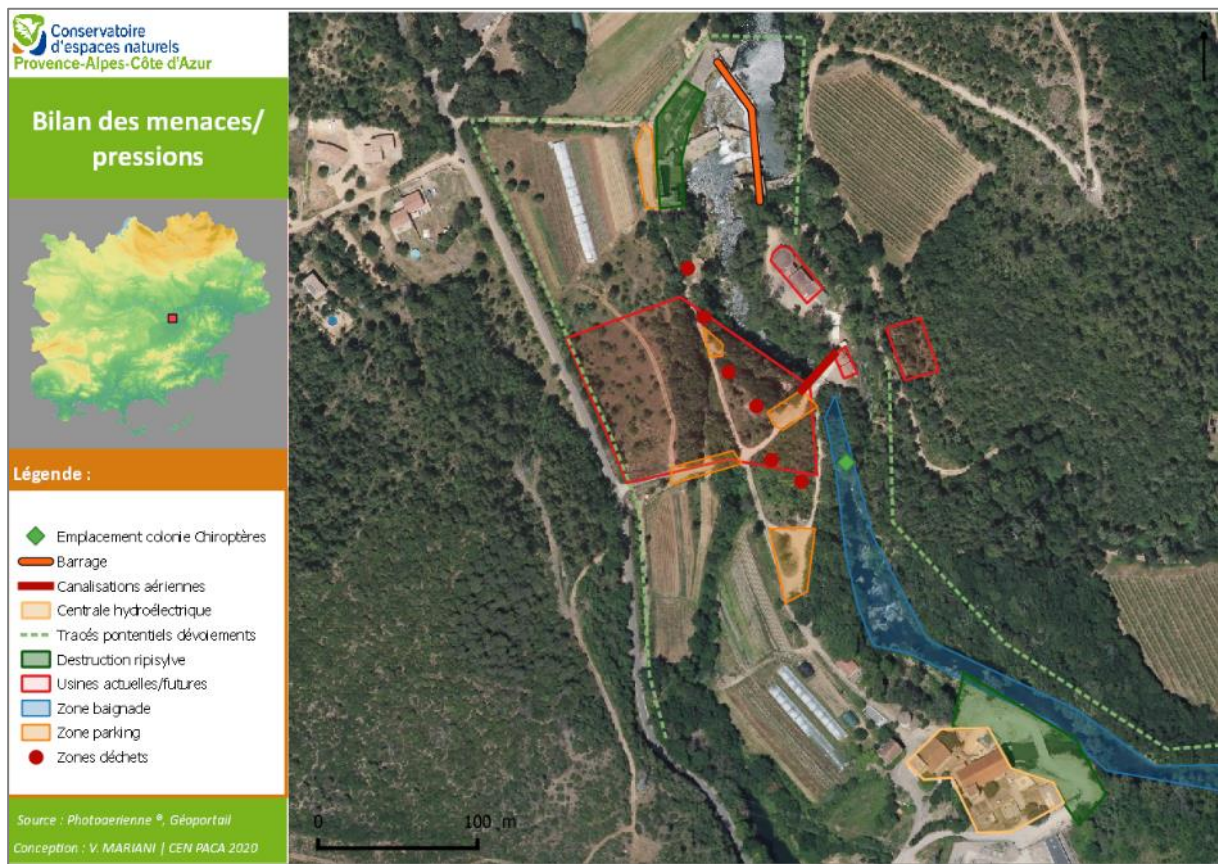 Conservatoire
d'espaces naturels
Provence-Alpes-Côte d'Azur
Bilan des menaces/
pressions
Légende :
Emplacement colonie Chiroptères
Barrage
Canalisations aériennes
Centrale hydroélectrique
Tracés pontentiels dévoiements
Destruction ripisylve
Usines actuelles/futures
Zone baignade
Zone parking
Zones déchets
Source : Photoaerienne ®, Géoportail
Conception : V. MARIANI | CEN PACA 2020
0 100 m